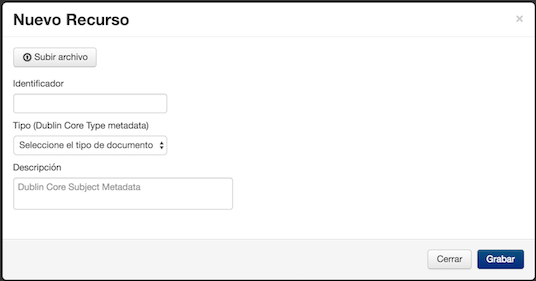 Nuevo Recurso
×
Subir archivo
Identificador
Tipo (Dublin Core Type metadata)
Seleccione el tipo de documento
Descripción
Dublin Core Subject Metadata
Cerrar
Grabar